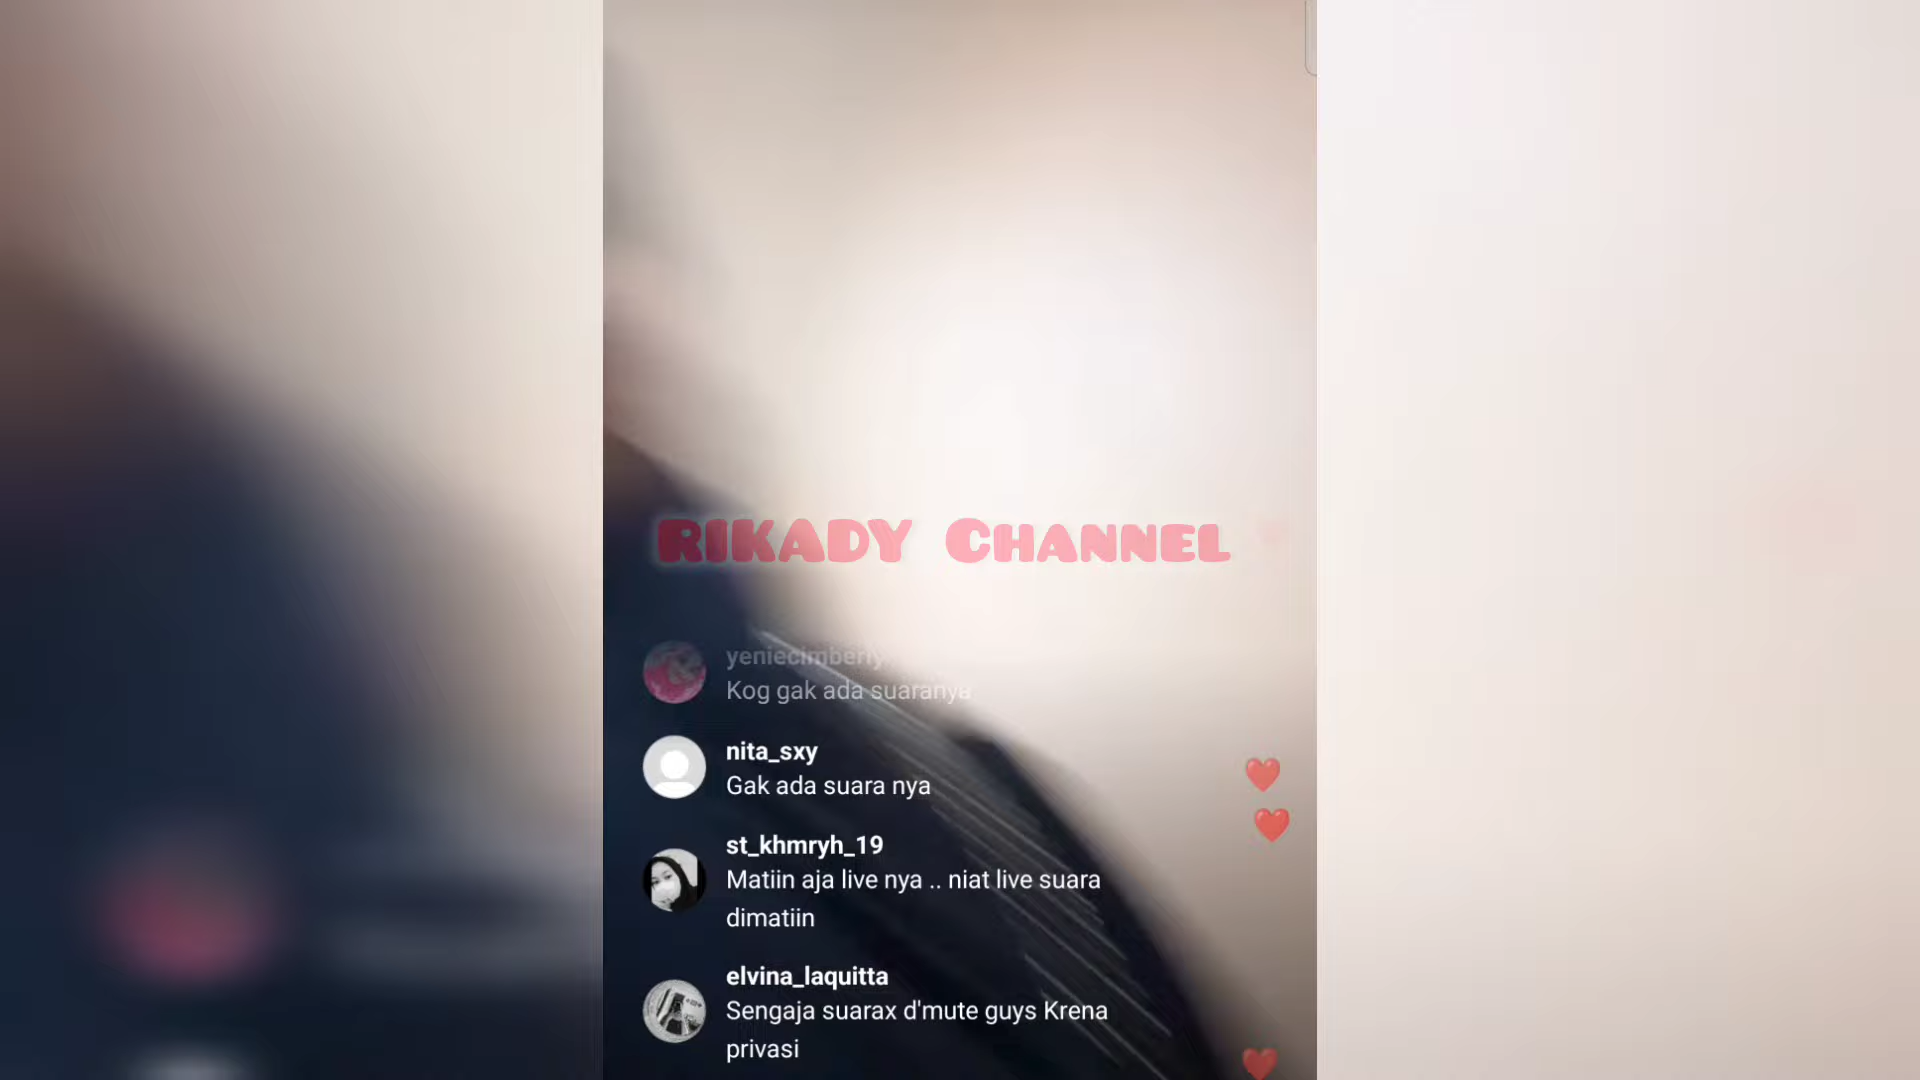 RIKADY CHANNEL
yeniecimberly
Kog gak ada suaranya
nita_sxy
Gak ada suara nya
st_khmryh_19
Matiin aja live nya .. niat live suara
dimatiin
elvina_laquitta
Sengaja suarax d'mute guys Krena
privasi